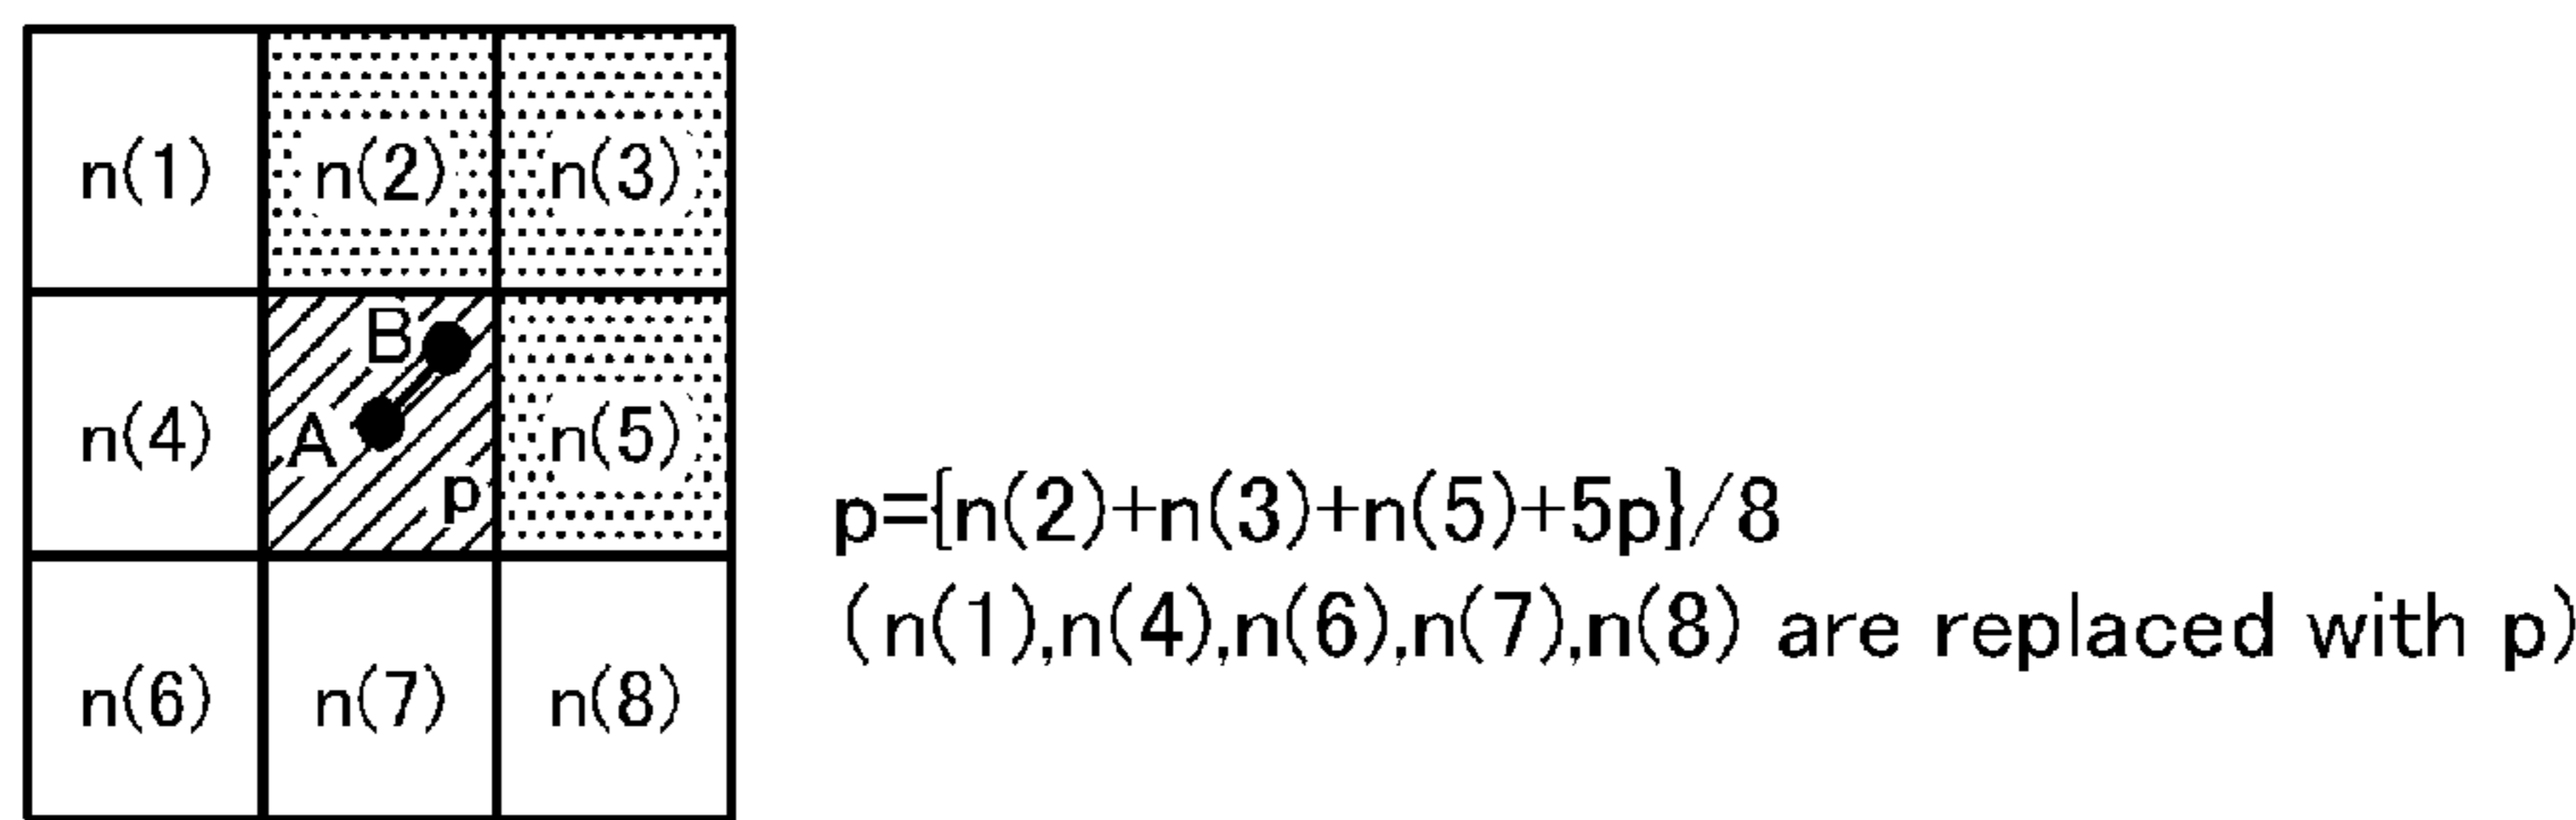 n(1) n(2) n(3)
B
n(4) A n(5)
p
p={n(2)+n(3)+n(5)+5p}/8
(n(1),n(4),n(6),n(7),n(8) are replaced with p)
n(6) n(7) n(8)